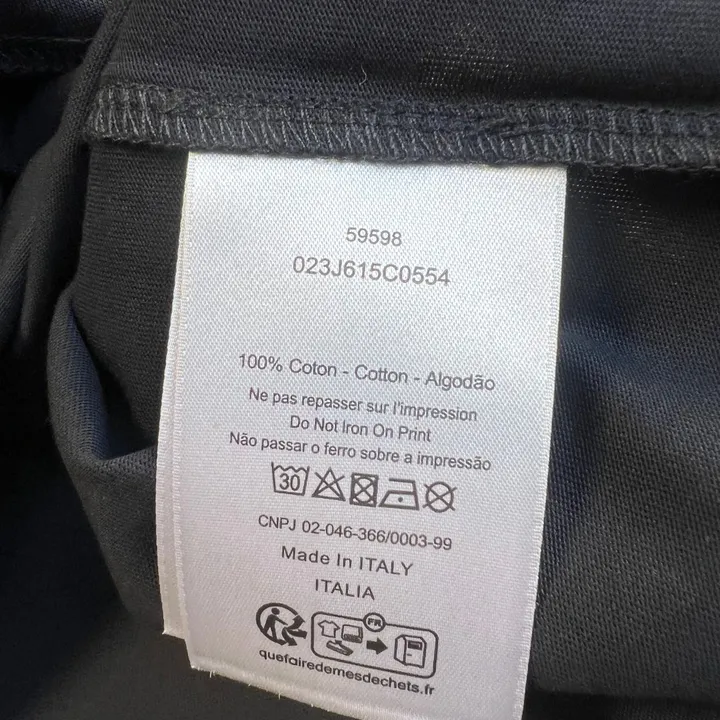 59598
023J615C0554
100% Coton - Cotton - Algodão
Ne pas repasser sur l'impression
Do Not Iron On Print
Não passar o ferro sobre a impressão
30
CNPJ 02-046-366/0003-99
Made In ITALY
ITALIA
FR
quefairedemesdechets.fr